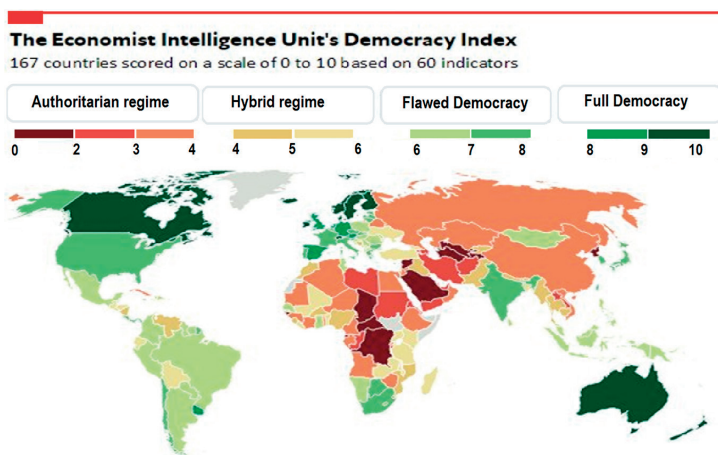 The Economist Intelligence Unit's Democracy Index
167 countries scored on a scale of 0 to 10 based on 60 indicators
Authoritarian regime Hybrid regime Flawed Democracy Full Democracy
0 2 3 4 4 5 6 6 7 8 8 9 10